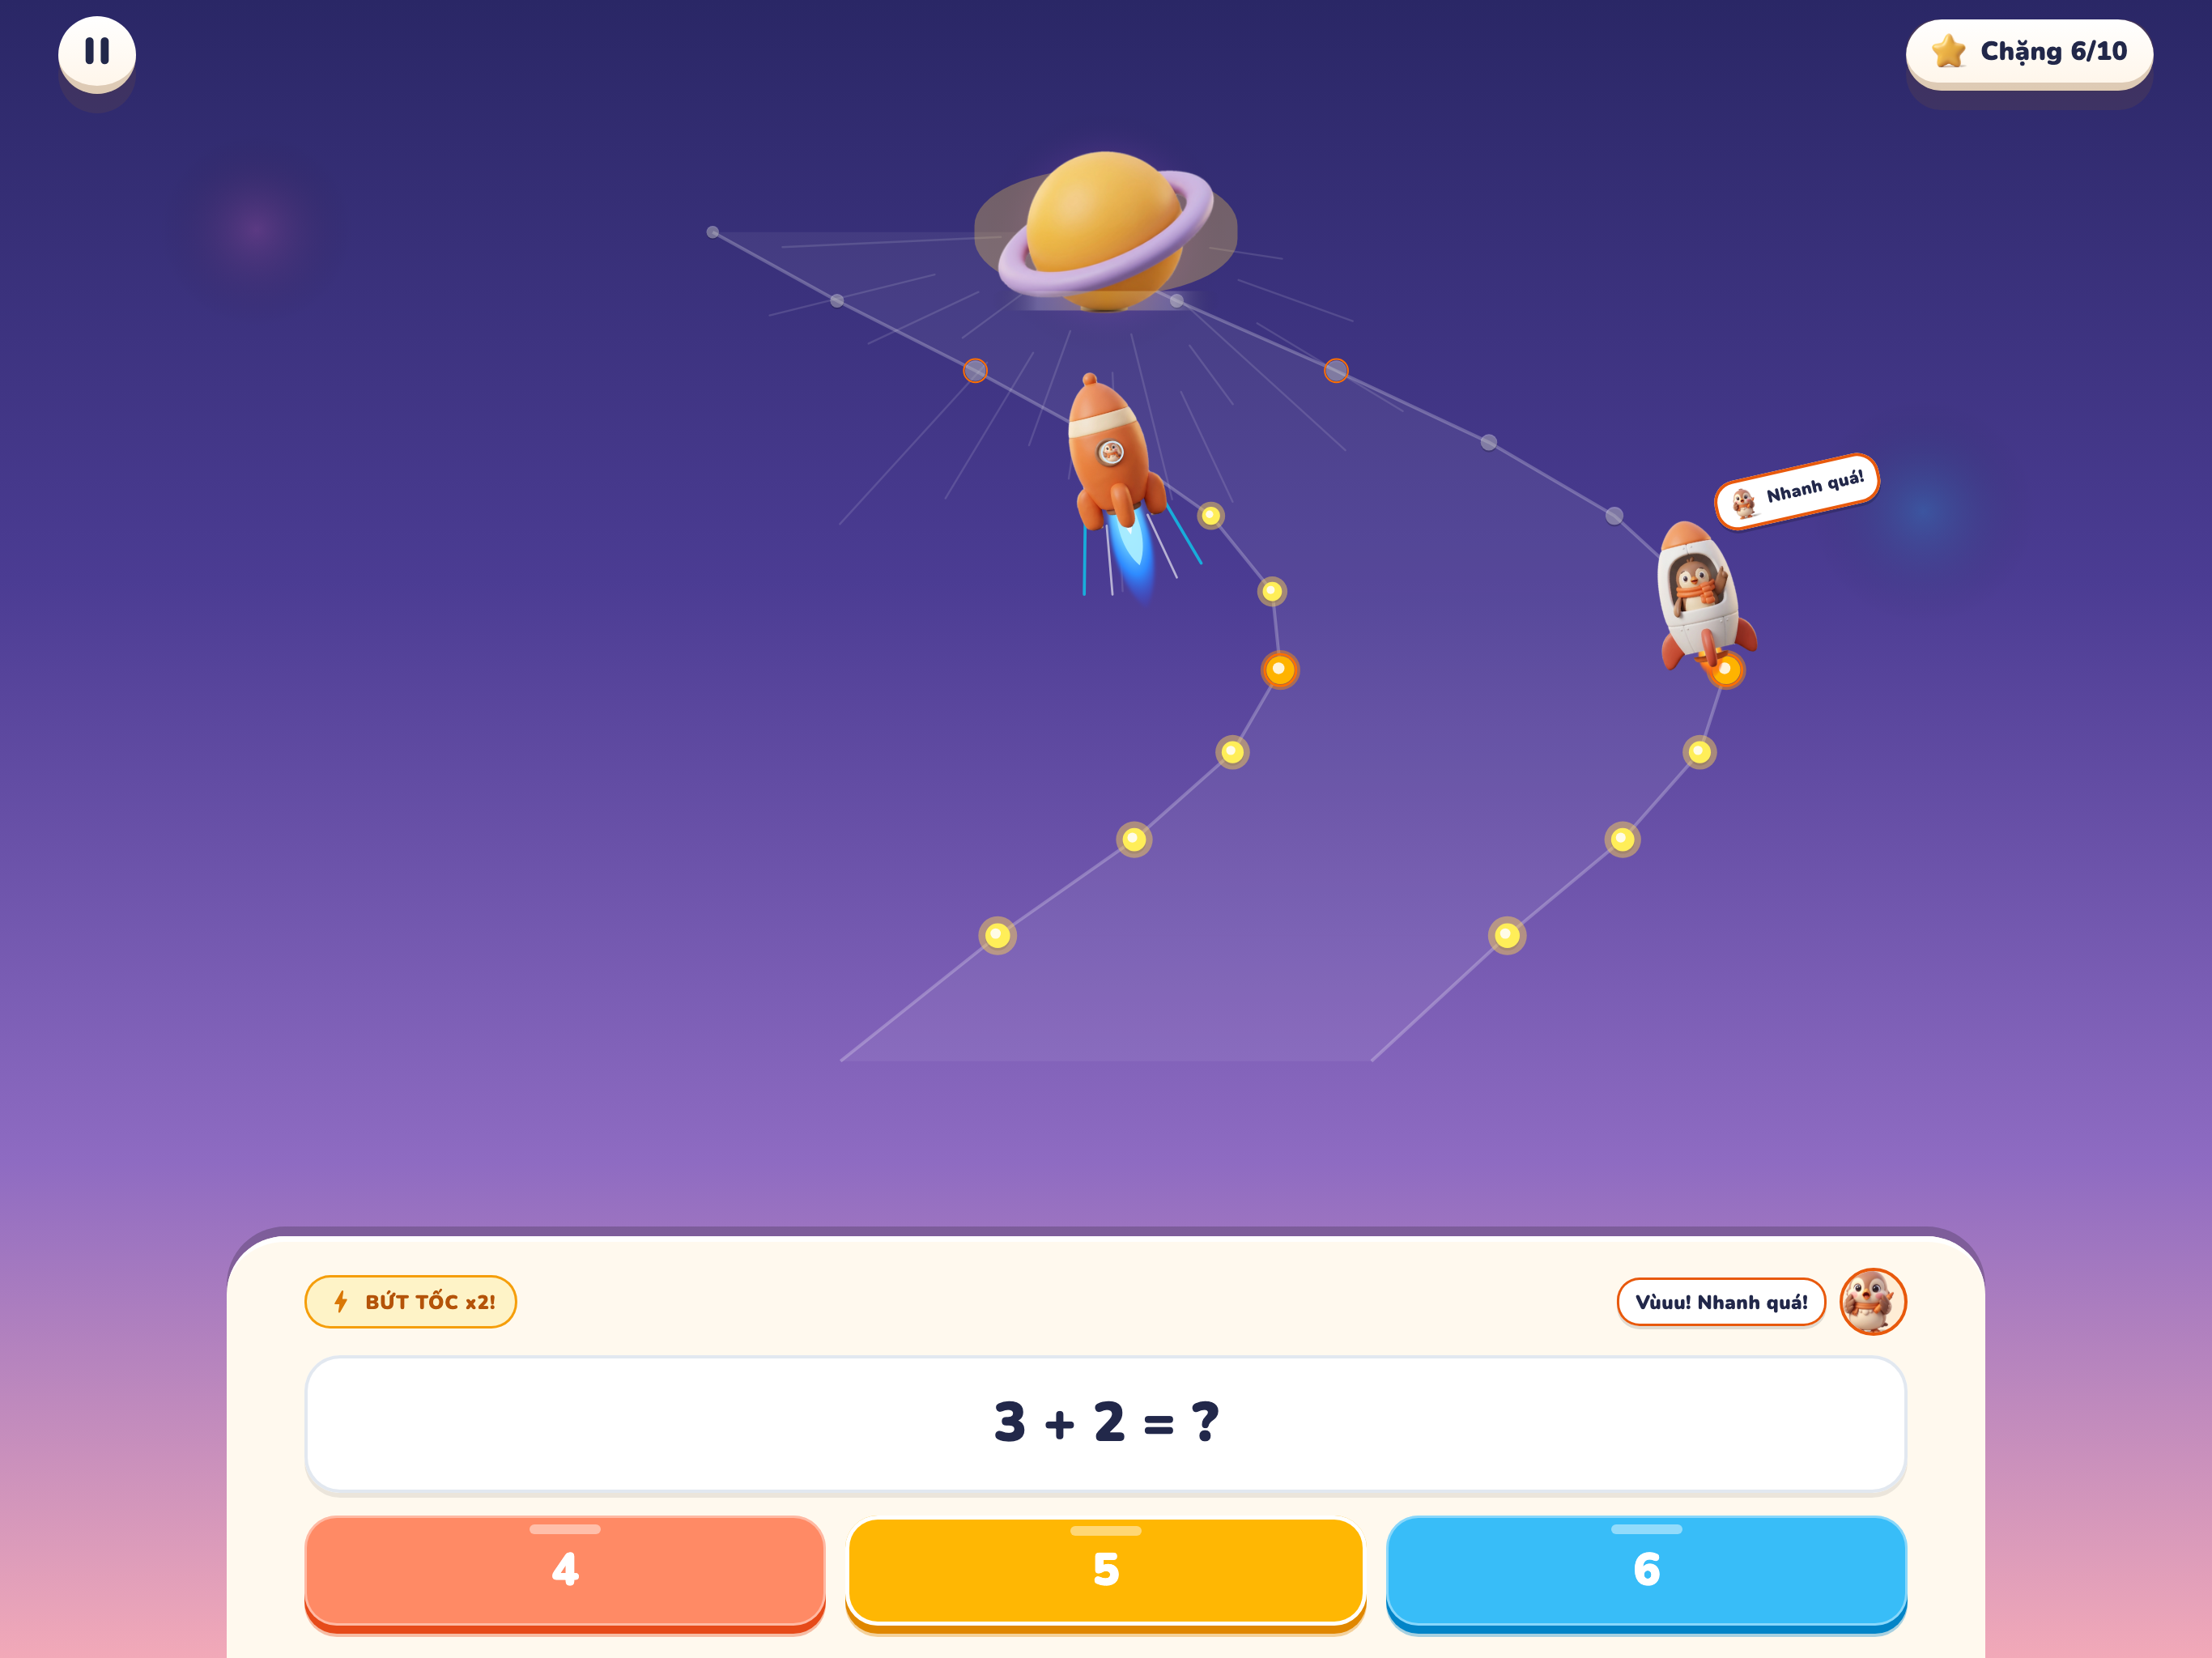 Chặng 6/10
Nhanh quá!
BỨT TỐC x2!
Vùuu! Nhanh quá!
3 + 2 = ?
4
5
6